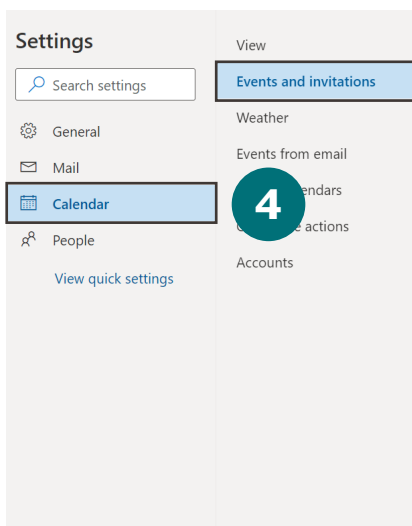 Settings
Search settings
General
Mail
Calendar
People
View quick settings
View
Events and invitations
Weather
Events from email
4
actions
Accounts